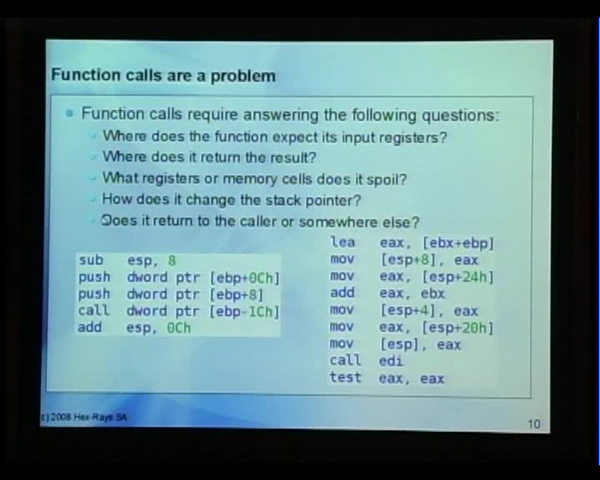 Function calls are a problem
Function calls require answering the following questions:
Where does the function expect its input registers?
Where does it return the result?
What registers or memory cells does it spoil?
How does it change the stack pointer?
Does it return to the caller or somewhere else?
sub esp, 8
push dword ptr [ebp+0Ch]
push dword ptr [ebp+8]
call dword ptr [ebp-1Ch]
add esp, 0Ch
lea eax, [ebx+ebp]
mov [esp+8], eax
mov eax, [esp+24h]
add eax, ebx
mov [esp+4], eax
mov eax, [esp+20h]
mov [esp], eax
call edi
test eax, eax
c) 2008 Hex-Rays SA
10